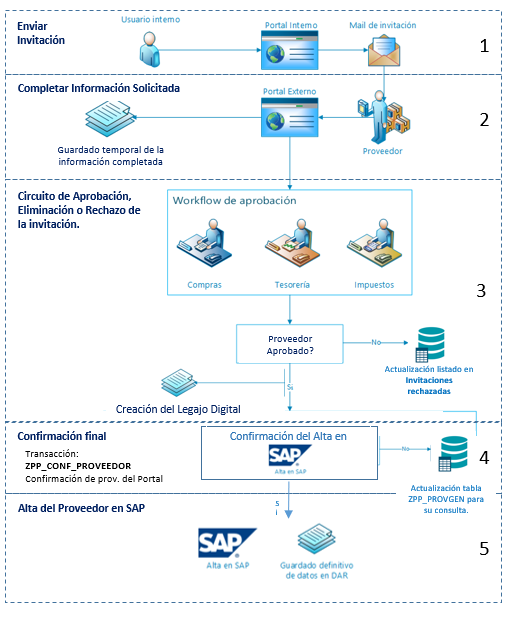 Enviar
Invitación
Usuario interno
Portal Interno
Mail de invitación
1
Completar Información Solicitada
Portal Externo
2
Guardado temporal de la
información completada
Proveedor
Circuito de Aprobación,
Eliminación o Rechazo de
la invitación.
Workflow de aprobación
Compras
Tesorería
Impuestos
3
Proveedor
Aprobado?
No
Actualización listado en
Invitaciones
rechazadas
Si
Creación del Legajo Digital
Confirmación final
Transacción:
ZPP_CONF_PROVEEDOR
Confirmación de prov. del Portal
Confirmación del Alta en
SAP
Alta en SAP
No
4
Actualización tabla
ZPP_PROVGEN para
su consulta.
Alta del Proveedor en SAP
S
i
SAP
Alta en SAP
Guardado definitivo
de datos en DAR
5